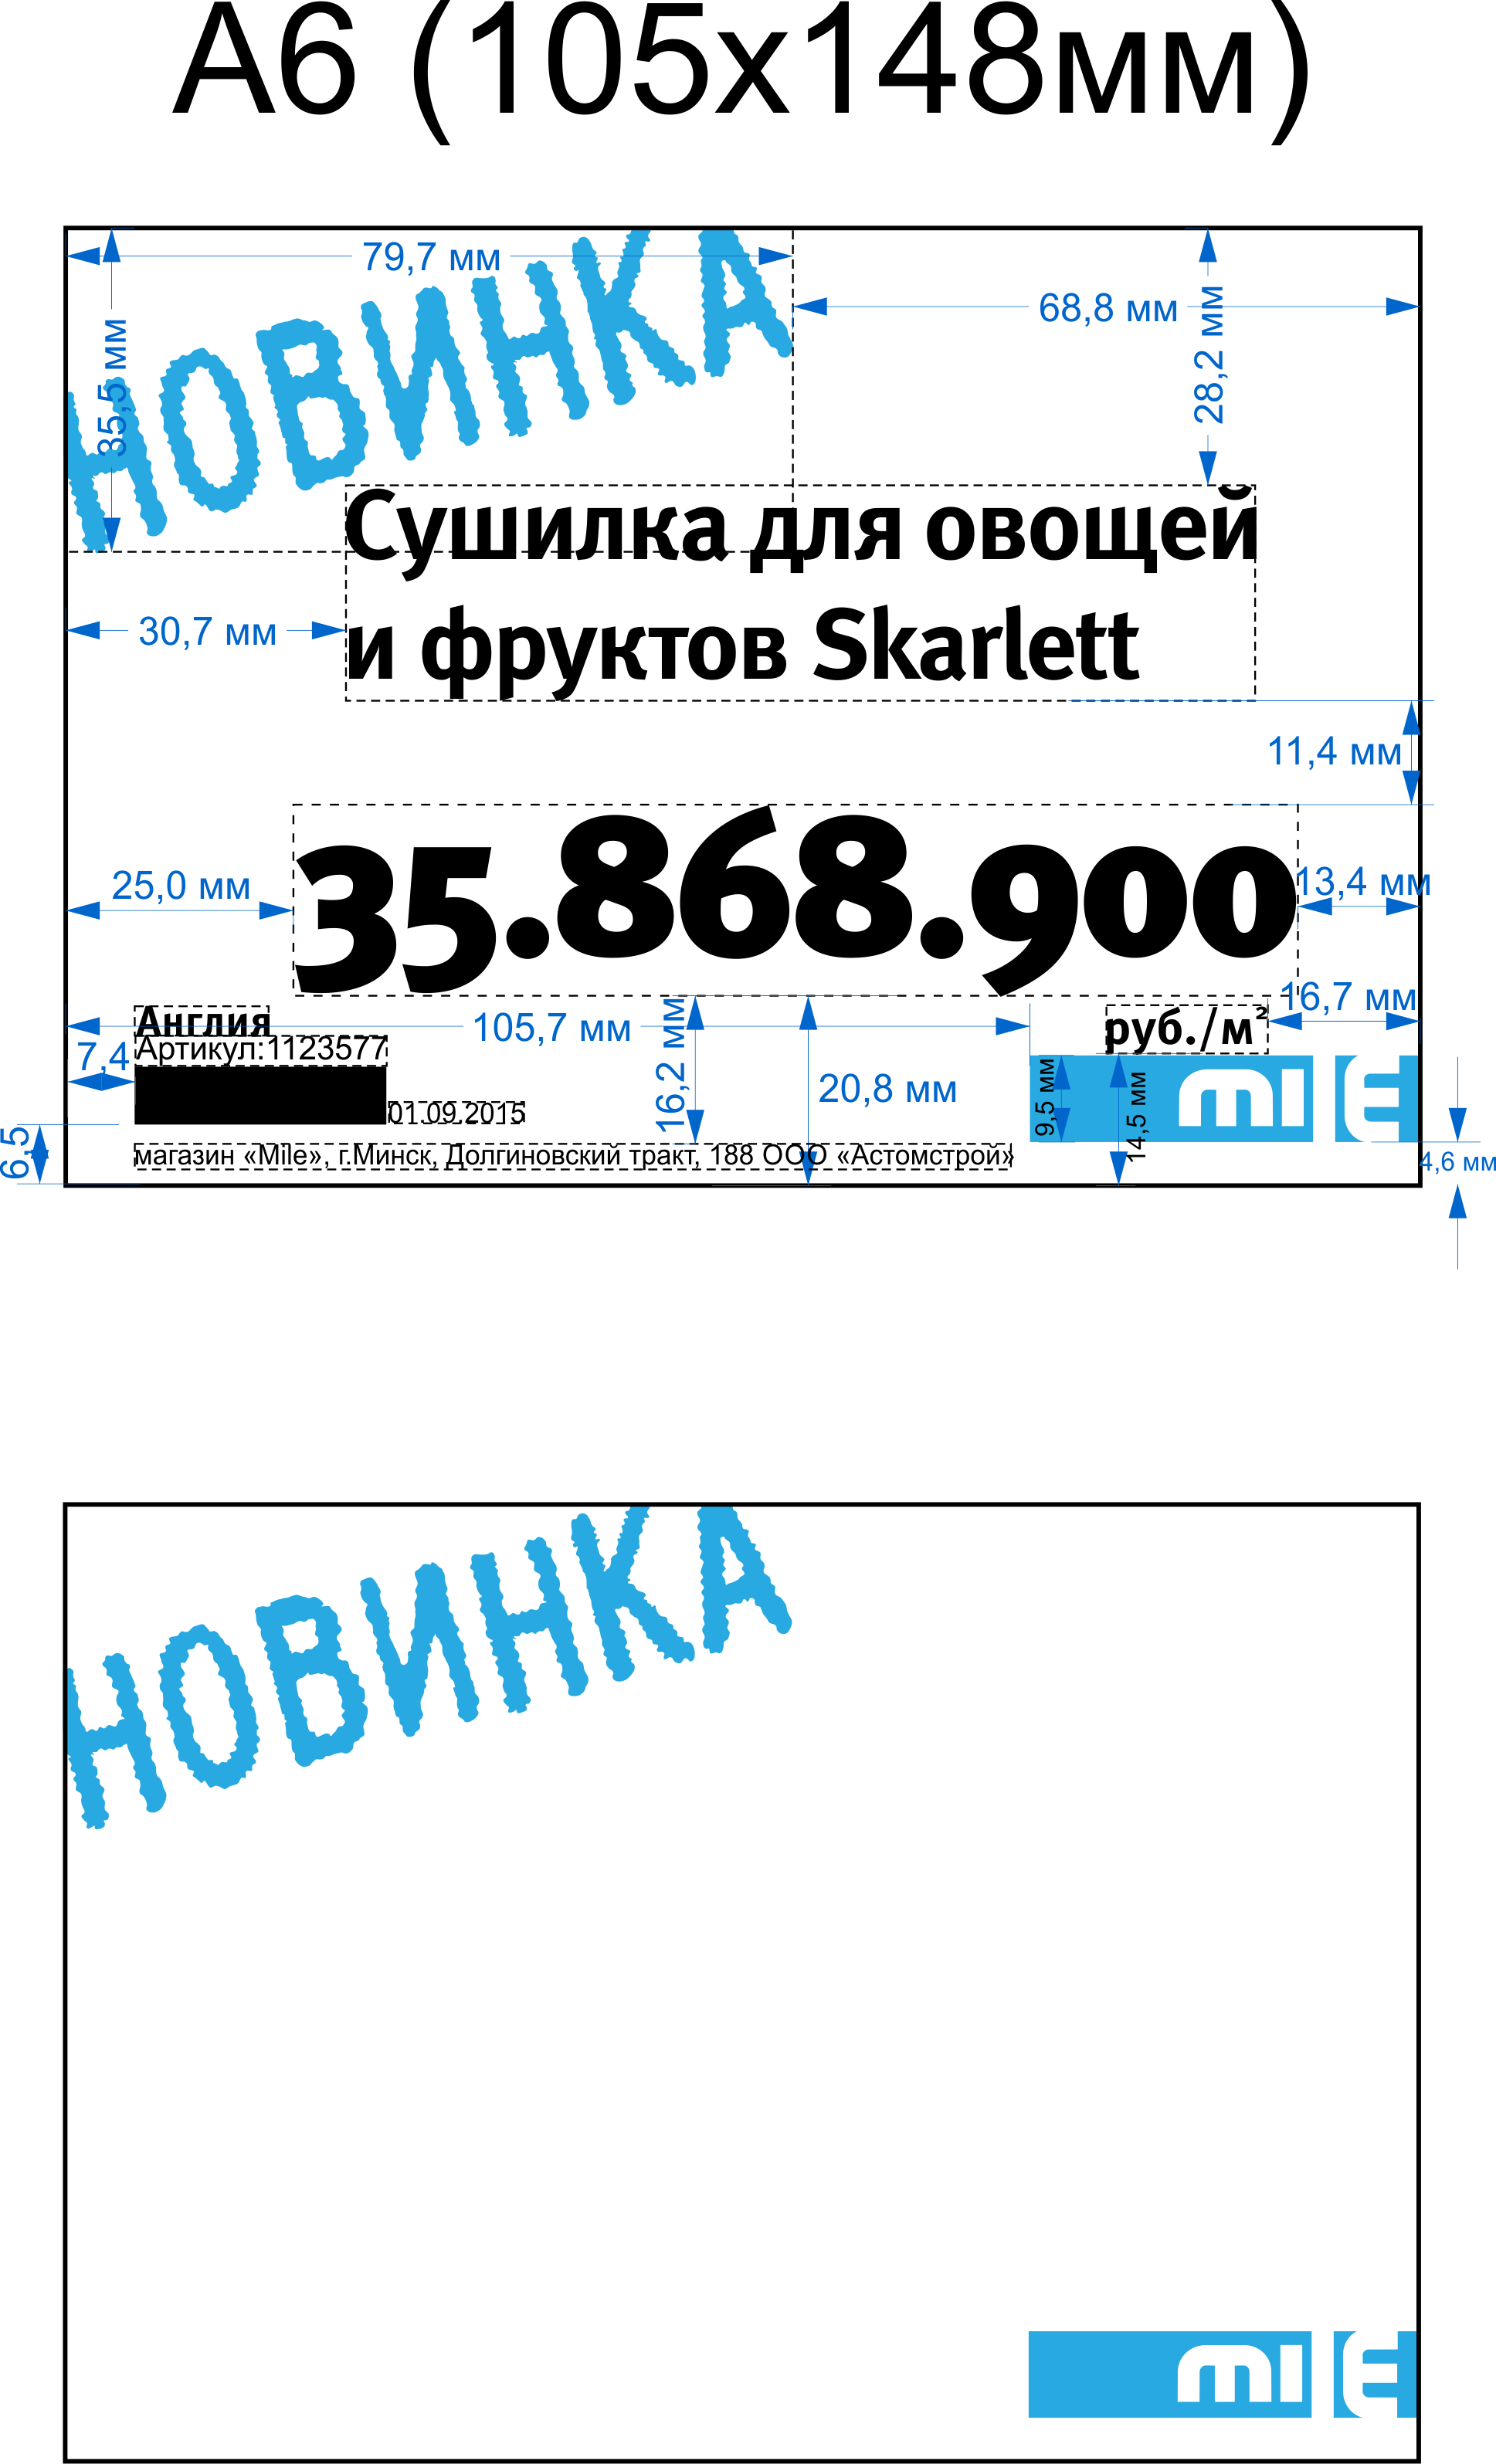 А6 (105х148мм)
79,7 мм
68,8 мм
35,5 мм
28,2 мм
НОВИНКА
Сушилка для овощей
и фруктов Skarlett
30,7 мм
11,4 мм
35.868.900
25,0 мм
13,4 мм
16,7 мм
Англия
руб./м²
105,7 мм
Артикул:1123577
7,4
16,2 мм
20,8 мм
9,5 мм
14,5 мм
01.09.2015
6,5
магазин «Mile», г.Минск, Долгиновский тракт, 188 ООО «Астомстрой»
4,6 мм
mile
НОВИНКА
mile